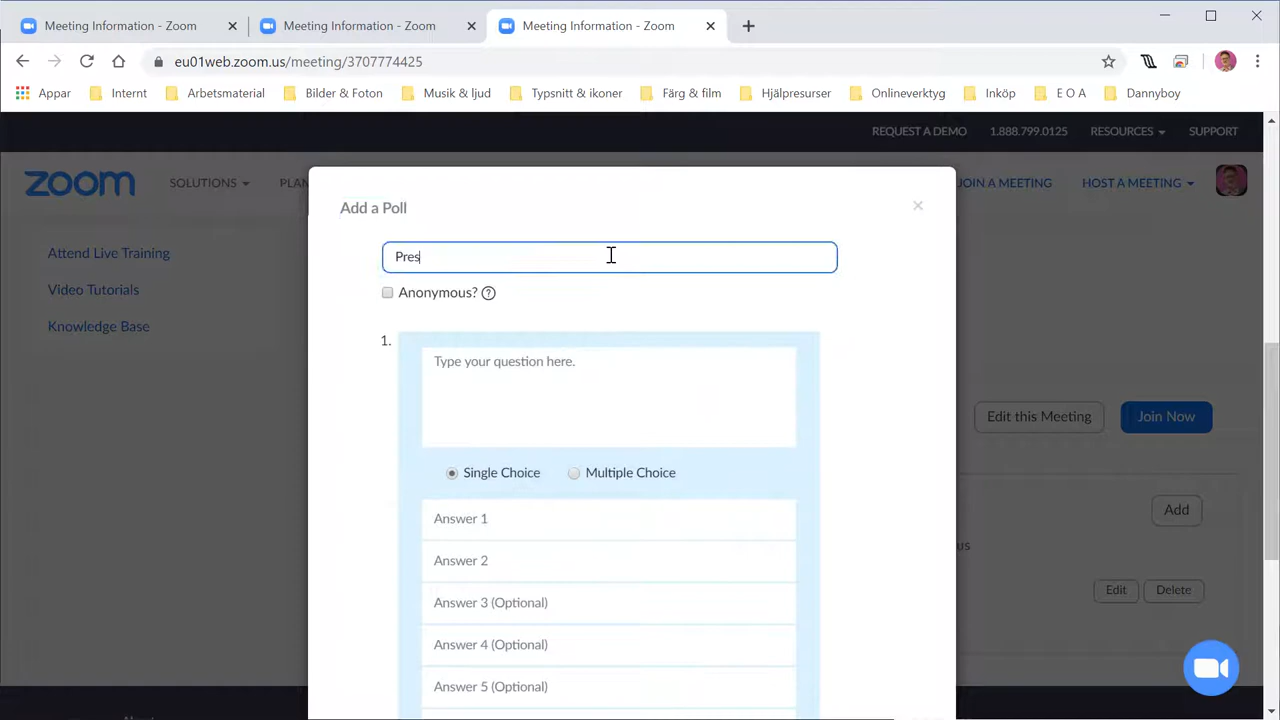 Meeting Information - Zoom
Meeting Information - Zoom
Meeting Information - Zoom
eu01web.zoom.us/meeting/3707774425
Appar Internt Arbetsmaterial Bilder & Foton Musik & ljud Typsnitt & ikoner Färg & film Hjälpresurser Onlineverktyg Inköp E O A Dannyboy
REQUEST A DEMO 1.888.799.0125 RESOURCES SUPPORT
zoom SOLUTIONS PLAN JOIN A MEETING HOST A MEETING
Attend Live Training
Video Tutorials
Knowledge Base
Add a Poll
Pres
Anonymous? ?
1.
Type your question here.
Single Choice Multiple Choice
Answer 1
Answer 2
Answer 3 (Optional)
Answer 4 (Optional)
Answer 5 (Optional)
Edit this Meeting Join Now
Add
us
Edit Delete